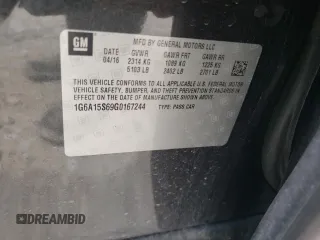 GM
MFD BY GENERAL MOTORS LLC
04/16 GVWR GAWR FRT GAWR RR
2314 KG 1089 KG 1225 KG
5103 LB 2402 LB 2701 LB
THIS VEHICLE CONFORMS TO ALL APPLICABLE U.S. FEDERAL MOTOR
VEHICLE SAFETY, BUMPER, AND THEFT PREVENTION STANDARDS
IN EFFECT ON THE DATE OF MANUFACTURE SHOWN ABOVE.
1G6A15S69G0167244 TYPE: PASS CAR
DREAMBID